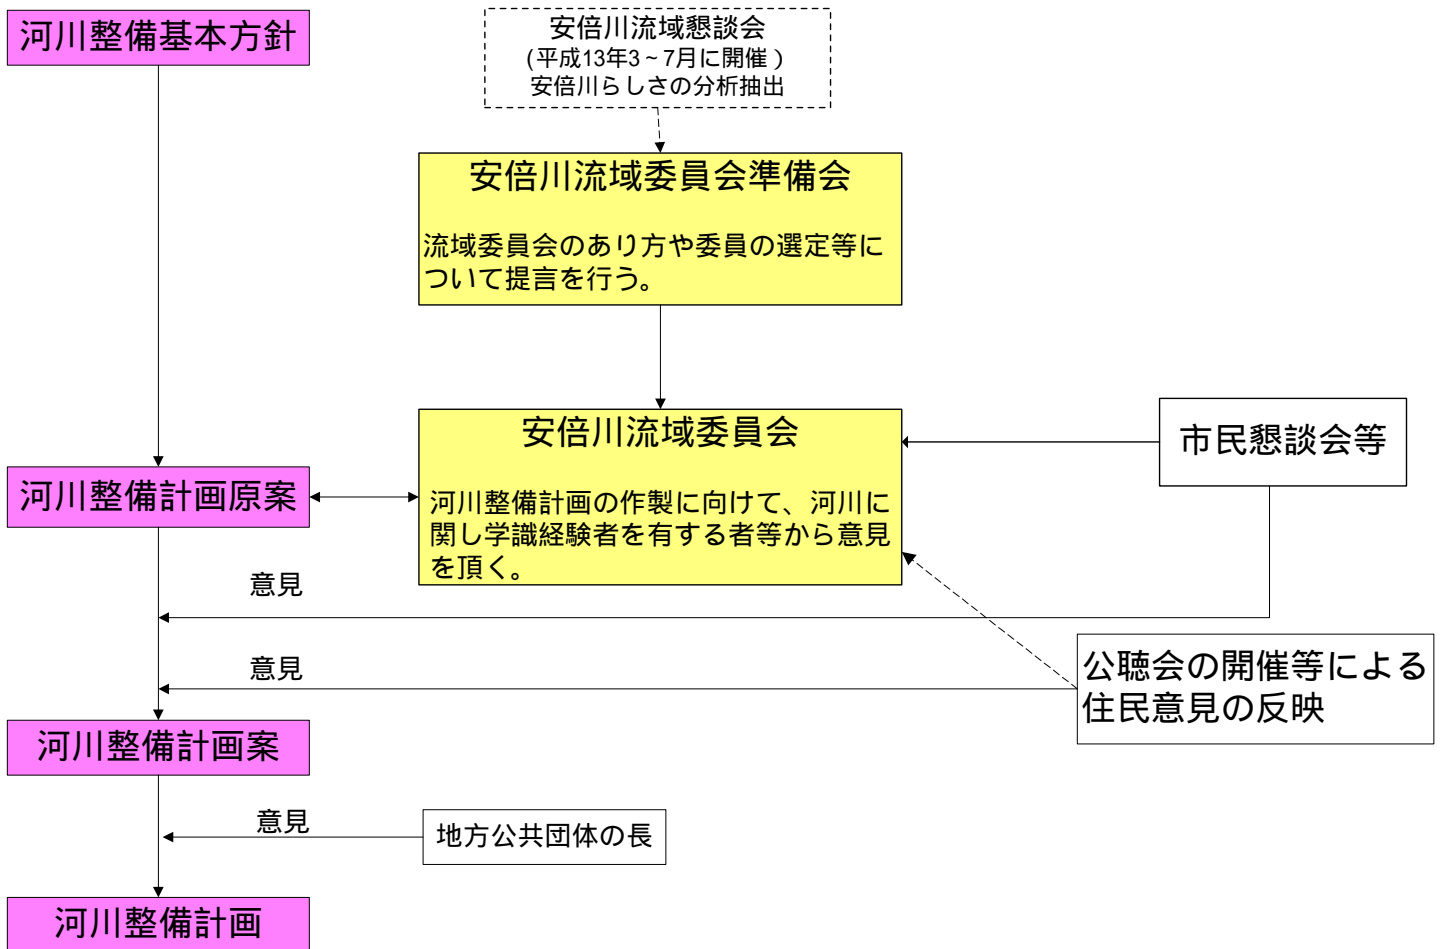 河川整備基本方針
安倍川流域懇談会
(平成13年3~7月に開催)
安倍川らしさの分析抽出
安倍川流域委員会準備会
流域委員会のあり方や委員の選定等に
ついて提言を行う。
安倍川流域委員会
河川整備計画の作製に向けて、河川に
関し学識経験者を有する者等から意見
を頂く。
市民懇談会等
河川整備計画原案
意見
意見
公聴会の開催等による
住民意見の反映
河川整備計画案
意見
地方公共団体の長
河川整備計画